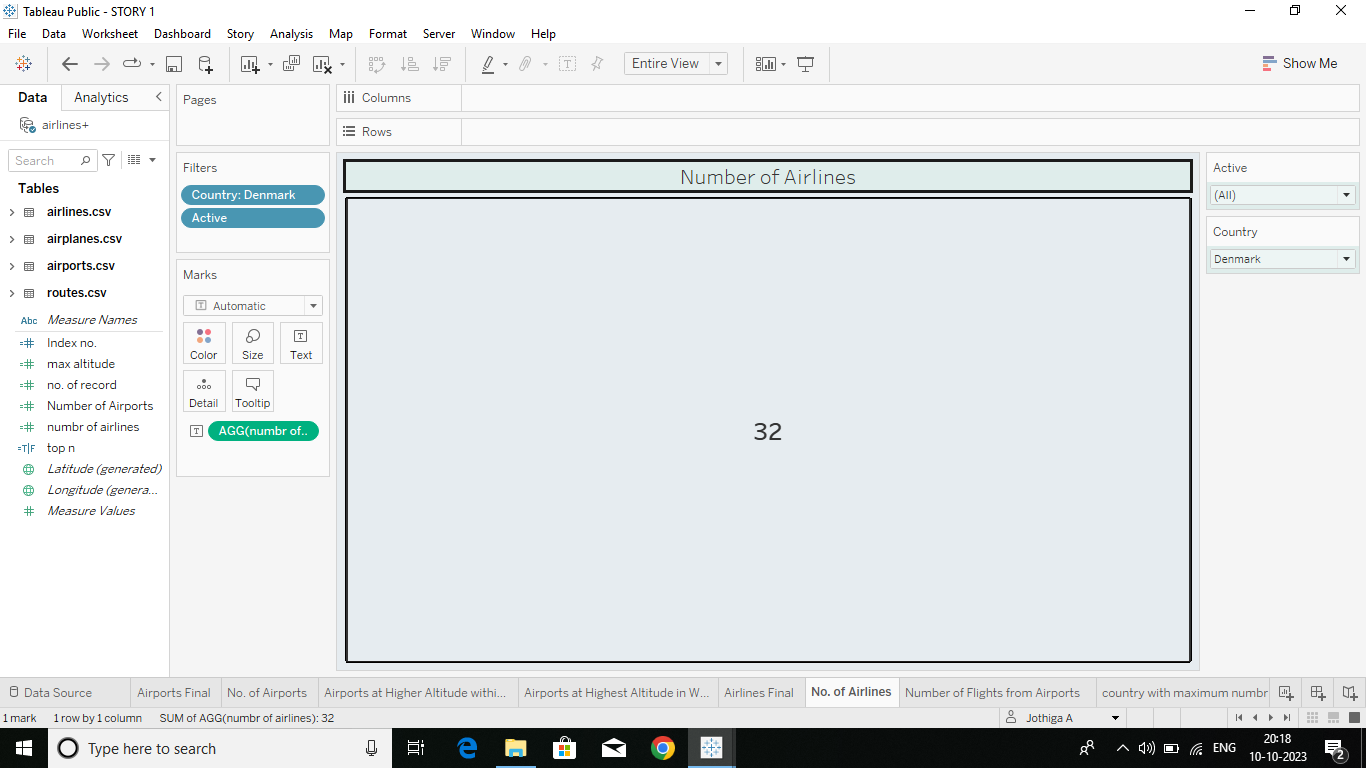 Tableau Public - STORY 1
File Data Worksheet Dashboard Story Analysis Map Format Server Window Help
Entire View
Show Me
Data Analytics
airlines+
Search
Tables
airlines.csv
airplanes.csv
airports.csv
routes.csv
Abc Measure Names
Index no.
max altitude
no. of record
Number of Airports
numbr of airlines
T|F top n
Latitude (generated)
Longitude (genera...
Measure Values
Pages
Filters
Country: Denmark
Active
Marks
Automatic
Color Size Text
Detail Tooltip
AGG(numbr of..
Columns
Rows
Number of Airlines
32
Active
(All)
Country
Denmark
Data Source Airports Final No. of Airports Airports at Higher Altitude withi... Airports at Highest Altitude in W... Airlines Final No. of Airlines Number of Flights from Airports country with maximum numbr
1 mark 1 row by 1 column SUM of AGG(numbr of airlines): 32
Jothiga A
Type here to search
ENG
20:18
10-10-2023
2